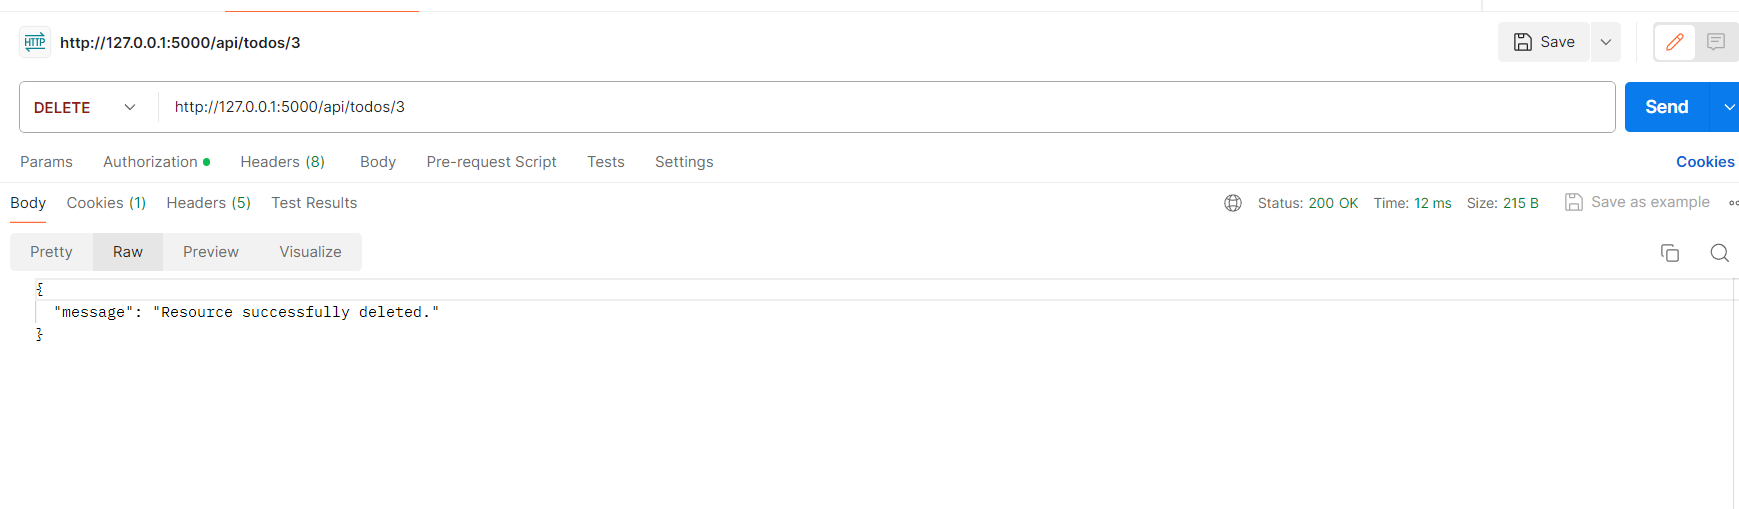 HTTP http://127.0.0.1:5000/api/todos/3 Save
DELETE http://127.0.0.1:5000/api/todos/3 Send
Params Authorization Headers (8) Body Pre-request Script Tests Settings Cookies
Body Cookies (1) Headers (5) Test Results Status: 200 OK Time: 12 ms Size: 215 B Save as example
Pretty Raw Preview Visualize
{
"message": "Resource successfully deleted."
}